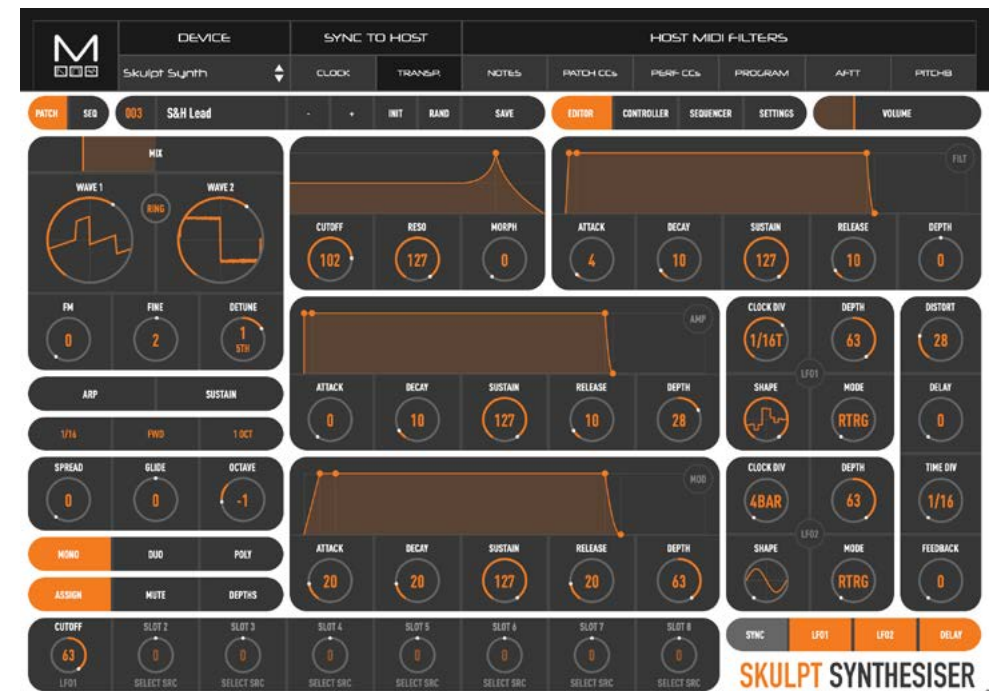 DEVICE SYNC TO HOST HOST MIDI FILTERS
Skulpt Synth CLOCK TRANSP. NOTES PATCH CCs PERF CCs PROGRAM AFTT PITCHB
PATCH SEQ 003 S&H Lead - + INIT RAND SAVE EDITOR CONTROLLER SEQUENCER SETTINGS VOLUME
MIX
WAVE 1 WAVE 2
RING
FM FINE DETUNE
0 2 1
5TH
CUTOFF RESO MORPH
102 127 0
FILT
ATTACK DECAY SUSTAIN RELEASE DEPTH
4 10 127 10 0
AMP
ATTACK DECAY SUSTAIN RELEASE DEPTH
0 10 127 10 28
CLOCK DIV DEPTH
1/16T 63
LFO1
SHAPE MODE
RTRG
DISTORT
28
DELAY
0
ARP SUSTAIN
1/16 FWD 1 OCT
SPREAD GLIDE OCTAVE
0 0 -1
MONO DUO POLY
ASSIGN MUTE DEPTHS
MOD
ATTACK DECAY SUSTAIN RELEASE DEPTH
20 20 127 20 63
CLOCK DIV DEPTH
4BAR 63
LFO2
SHAPE MODE
RTRG
TIME DIV
1/16
FEEDBACK
0
CUTOFF SLOT 2 SLOT 3 SLOT 4 SLOT 5 SLOT 6 SLOT 7 SLOT 8
63 0 0 0 0 0 0 0
LFO1 SELECT SRC SELECT SRC SELECT SRC SELECT SRC SELECT SRC SELECT SRC SELECT SRC
SYNC LFO1 LFO2 DELAY
SKULPT SYNTHESISER